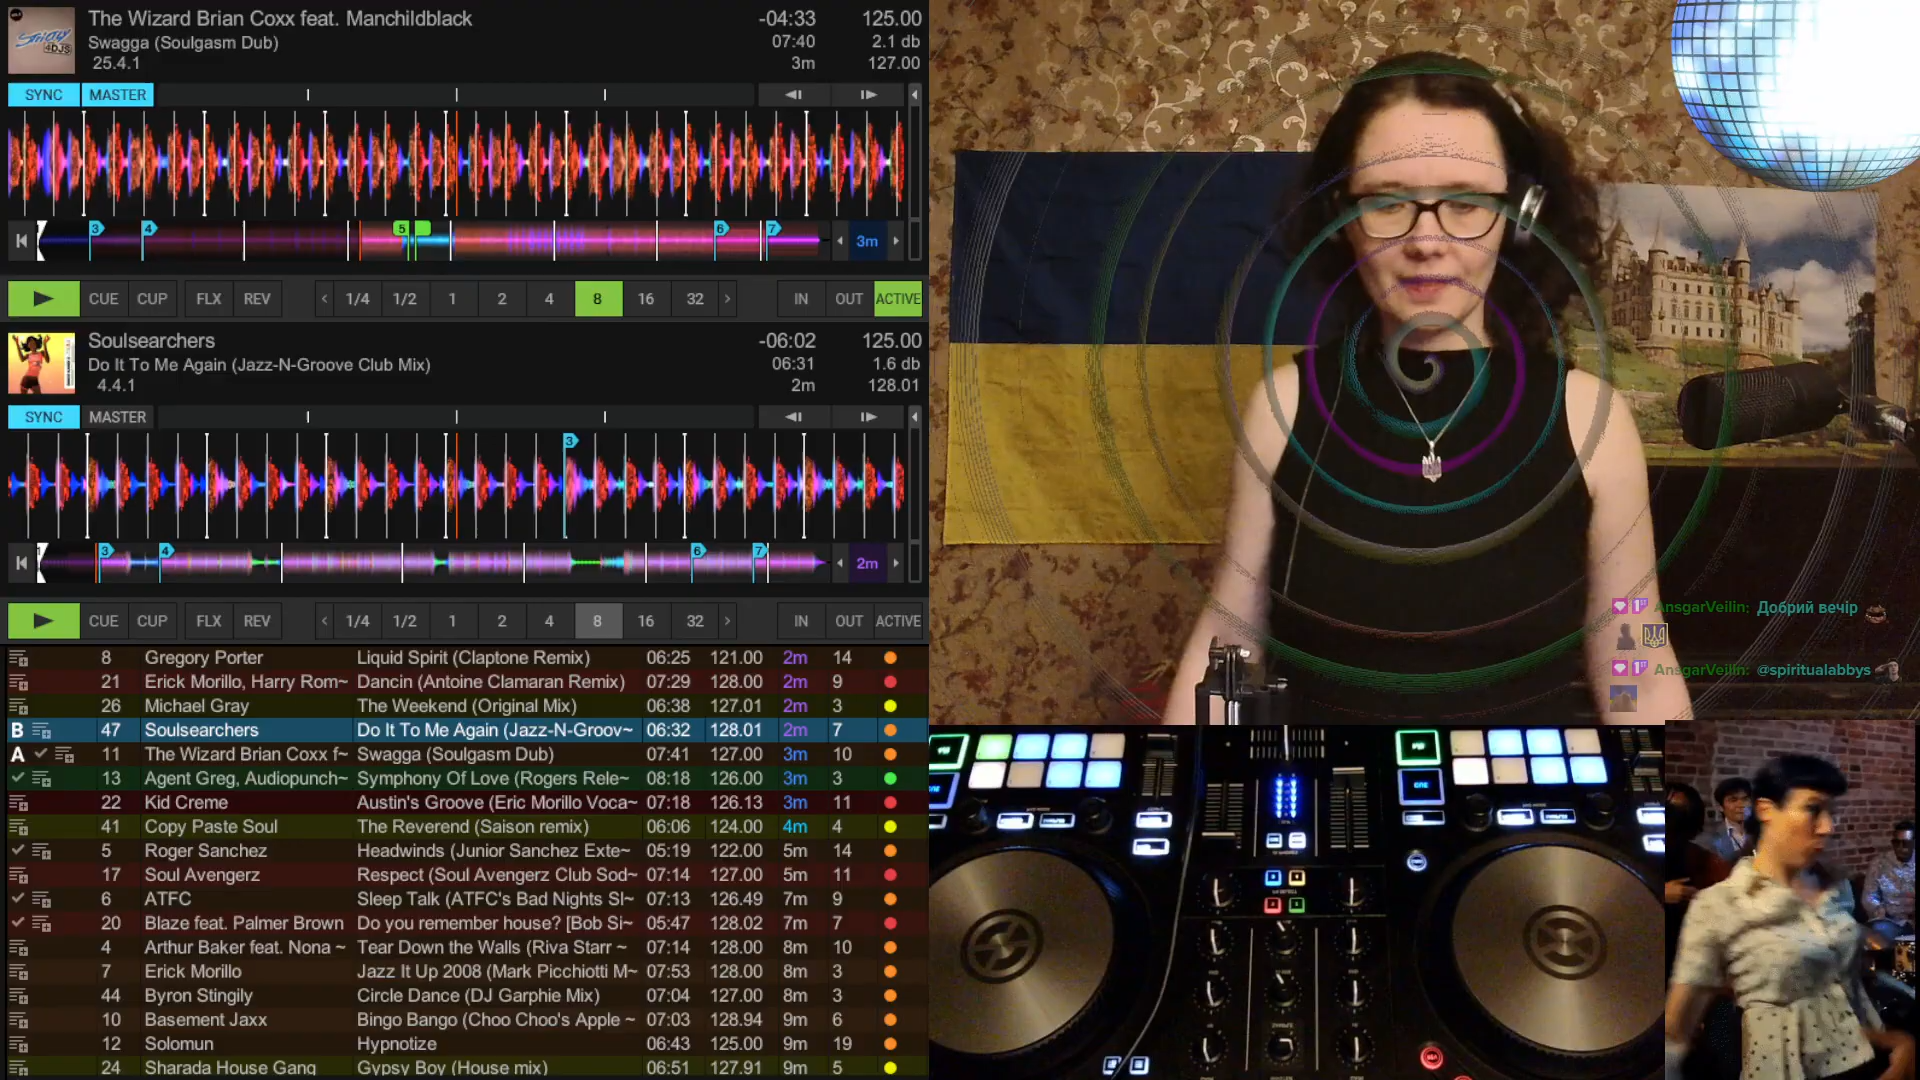 The Wizard Brian Coxx feat. Manchildblack -04:33 125.00
Swagga (Soulgasm Dub) 07:40 2.1 db
25.4.1 3m 127.00
SYNC MASTER
3 4 5 6 7 3m
CUE CUP FLX REV 1/4 1/2 1 2 4 8 16 32 IN OUT ACTIVE
Soulsearchers -06:02 125.00
Do It To Me Again (Jazz-N-Groove Club Mix) 06:31 1.6 db
4.4.1 2m 128.01
SYNC MASTER
3
1 3 4 6 7 2m
CUE CUP FLX REV 1/4 1/2 1 2 4 8 16 32 IN OUT ACTIVE
8 Gregory Porter Liquid Spirit (Claptone Remix) 06:25 121.00 2m 14
21 Erick Morillo, Harry Rom~ Dancin (Antoine Clamaran Remix) 07:29 128.00 2m 9
26 Michael Gray The Weekend (Original Mix) 06:38 127.01 2m 3
B 47 Soulsearchers Do It To Me Again (Jazz-N-Groov~ 06:32 128.01 2m 7
A 11 The Wizard Brian Coxx f~ Swagga (Soulgasm Dub) 07:41 127.00 3m 10
13 Agent Greg, Audiopunch~ Symphony Of Love (Rogers Rele~ 08:18 126.00 3m 3
22 Kid Creme Austin's Groove (Eric Morillo Voca~ 07:18 126.13 3m 11
41 Copy Paste Soul The Reverend (Saison remix) 06:06 124.00 4m 4
5 Roger Sanchez Headwinds (Junior Sanchez Exte~ 05:19 122.00 5m 14
17 Soul Avengerz Respect (Soul Avengerz Club Sod~ 07:14 127.00 5m 11
6 ATFC Sleep Talk (ATFC's Bad Nights Sl~ 07:13 126.49 7m 9
20 Blaze feat. Palmer Brown Do you remember house? [Bob Si~ 05:47 128.02 7m 7
4 Arthur Baker feat. Nona ~ Tear Down the Walls (Riva Starr ~ 07:14 128.00 8m 10
7 Erick Morillo Jazz It Up 2008 (Mark Picchiotti M~ 07:53 128.00 8m 3
44 Byron Stingily Circle Dance (DJ Garphie Mix) 07:04 127.00 8m 3
10 Basement Jaxx Bingo Bango (Choo Choo's Apple ~ 07:03 128.94 9m 6
12 Solomun Hypnotize 06:43 125.00 9m 19
24 Sharada House Gang Gypsy Boy (House mix) 06:51 127.91 9m 5
AnsgarVeilin: Добрий вечір
AnsgarVeilin: @spiritualabbys